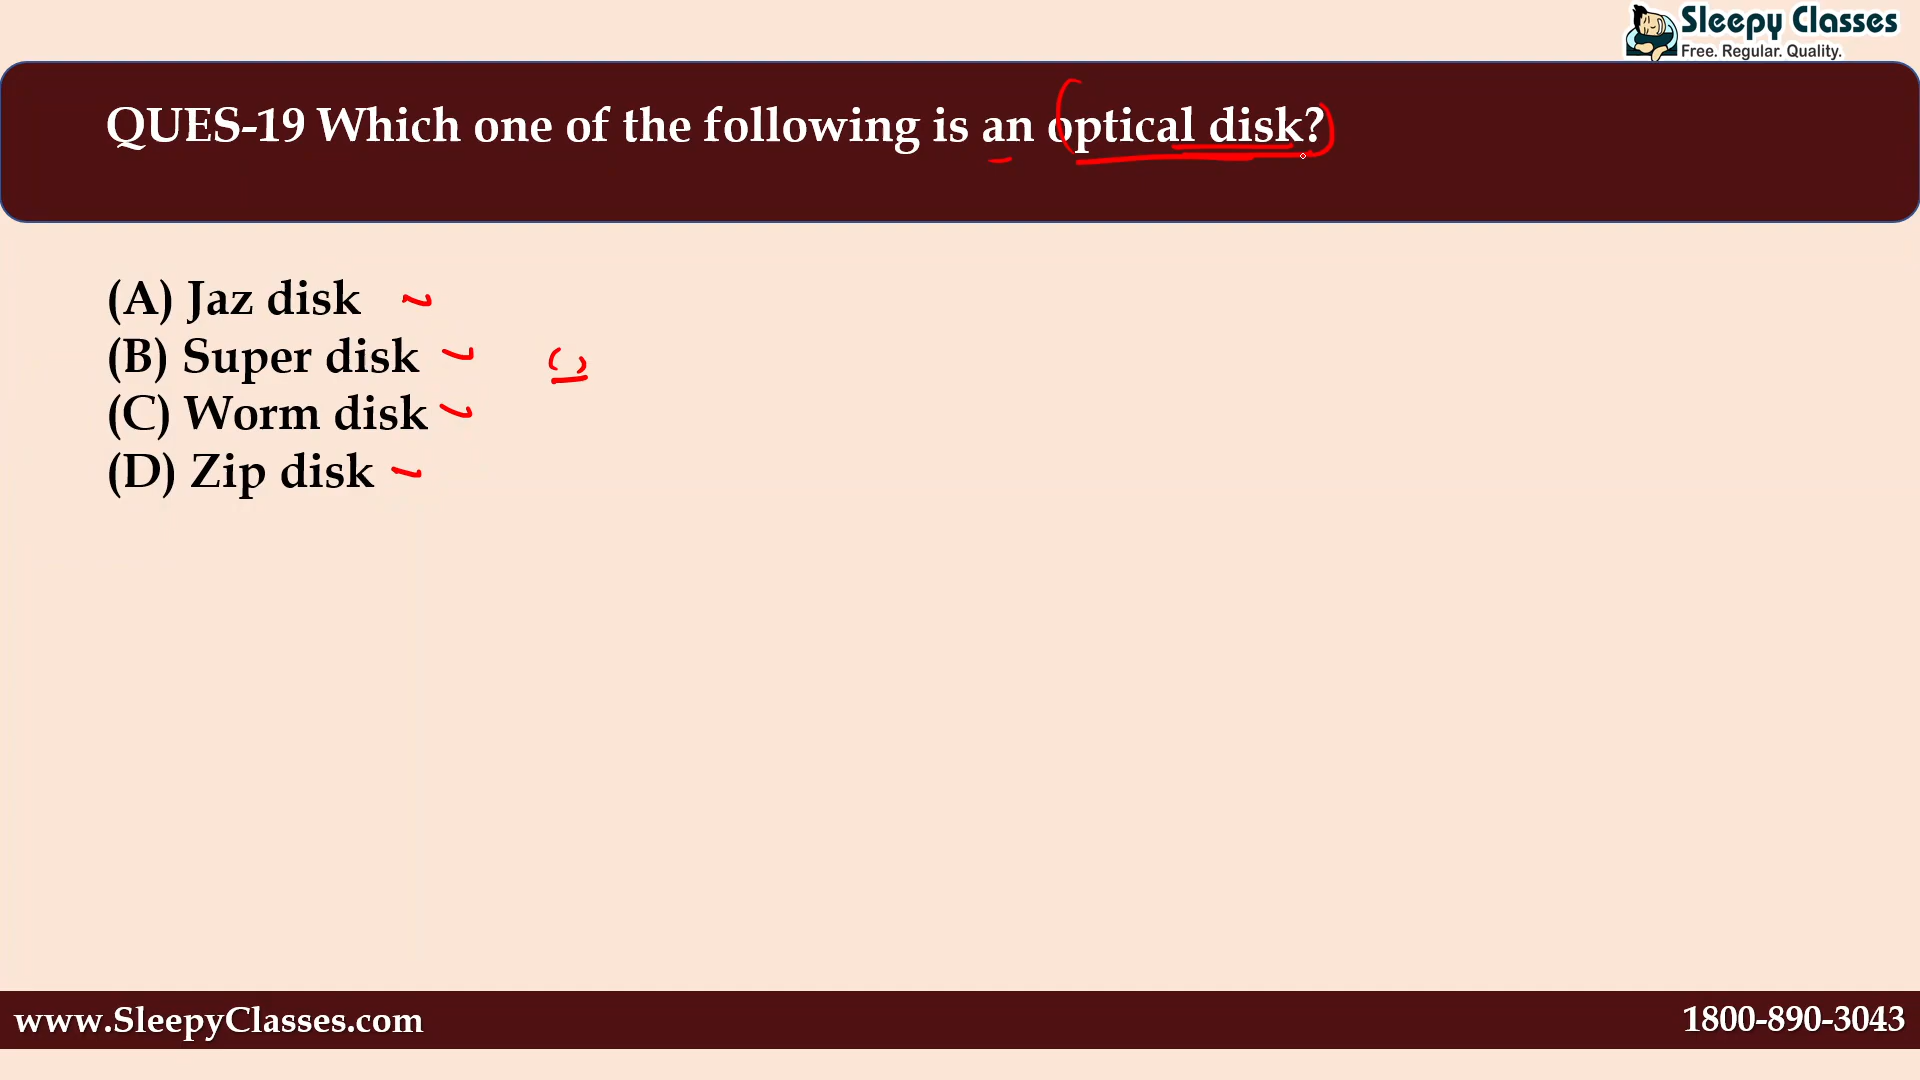 Sleepy Classes
Free. Regular. Quality.
QUES-19 Which one of the following is an optical disk?
(A) Jaz disk
(B) Super disk
(C) Worm disk
(D) Zip disk
www.SleepyClasses.com
1800-890-3043